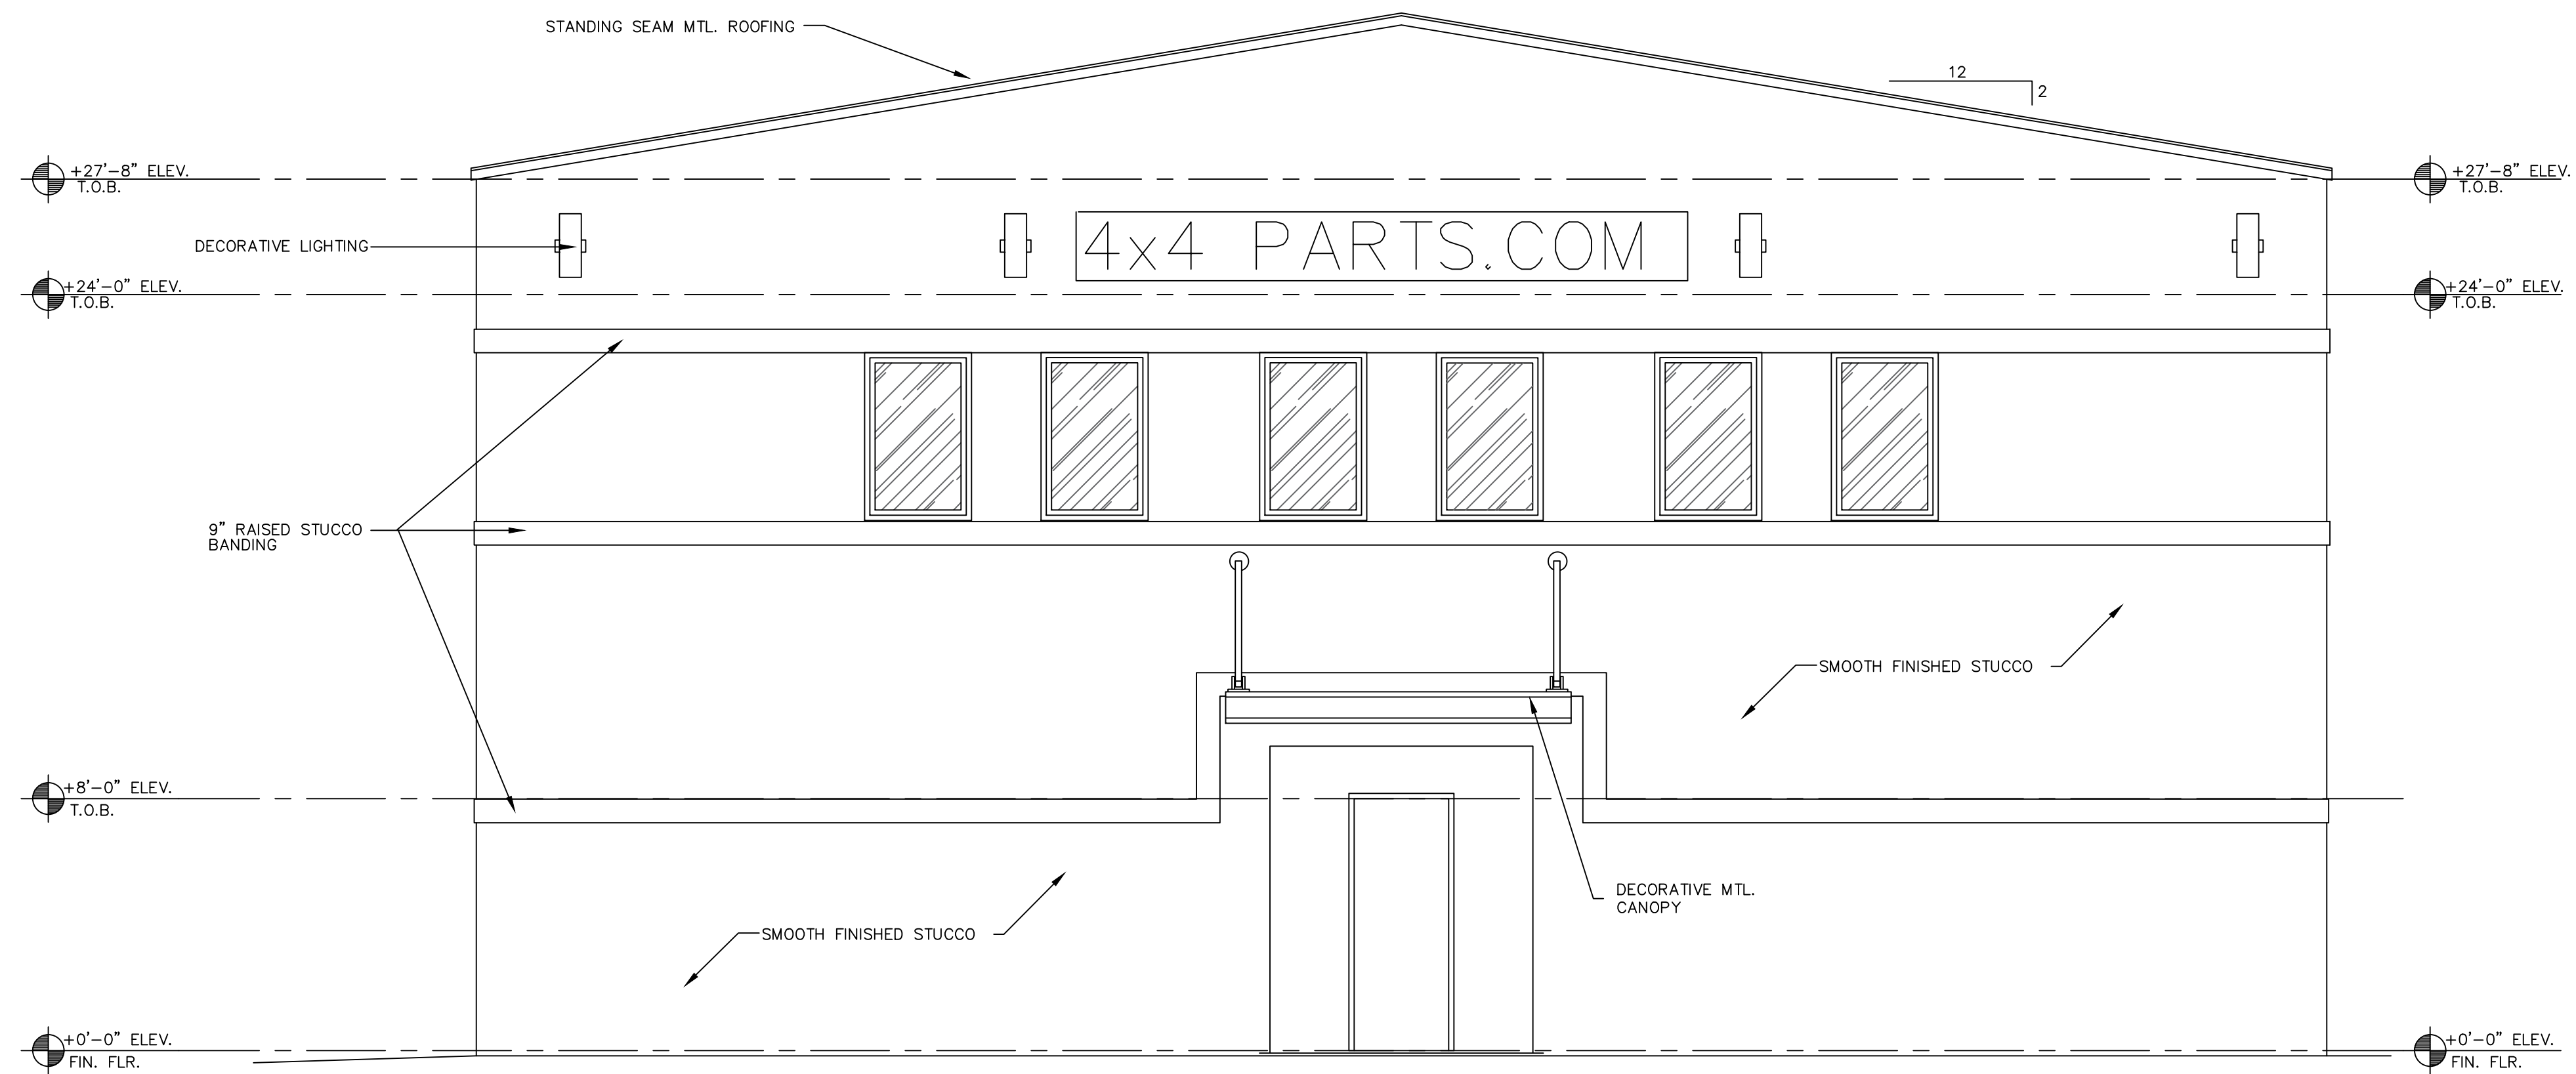 STANDING SEAM MTL. ROOFING
12
2
+27'-8" ELEV.
T.O.B.
+27'-8" ELEV.
T.O.B.
DECORATIVE LIGHTING
4x4 PARTS.COM
+24'-0" ELEV.
T.O.B.
+24'-0" ELEV.
T.O.B.
9" RAISED STUCCO
BANDING
SMOOTH FINISHED STUCCO
+8'-0" ELEV.
T.O.B.
DECORATIVE MTL.
CANOPY
SMOOTH FINISHED STUCCO
+0'-0" ELEV.
FIN. FLR.
+0'-0" ELEV.
FIN. FLR.